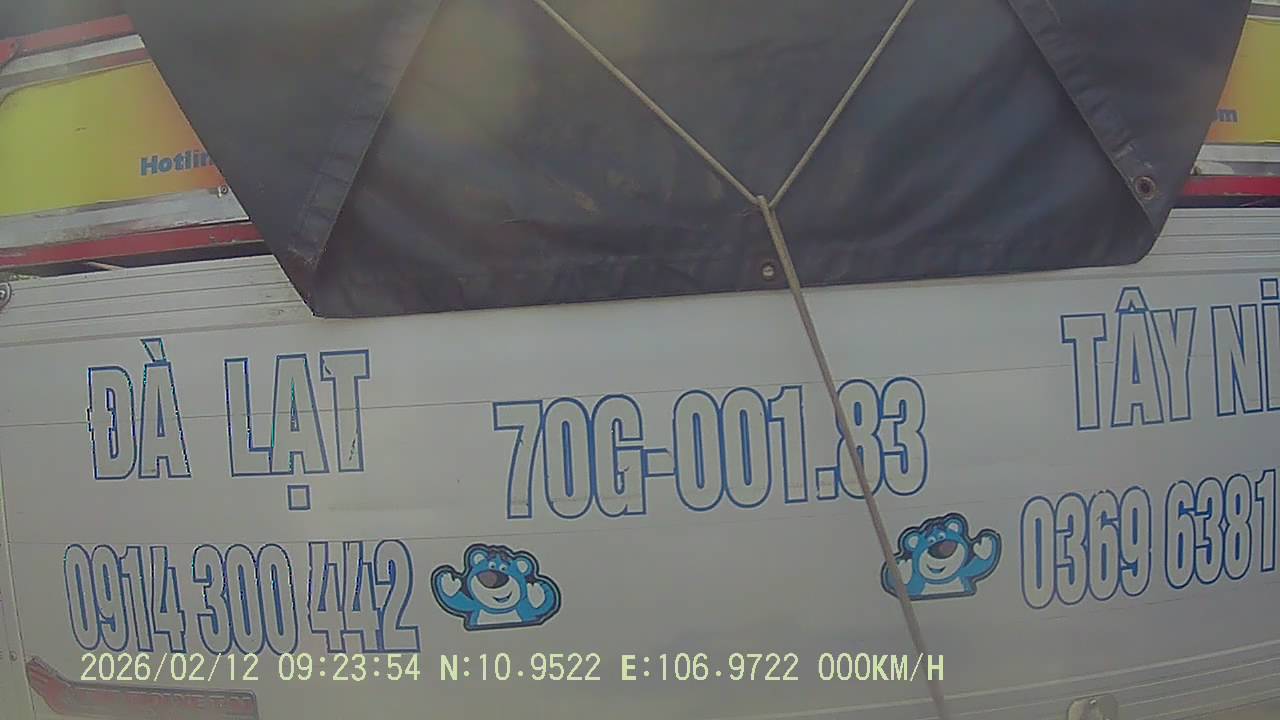 Hotlin
ĐÀ LẠT
70G-001.83
TÂY NI
0914 300 442
0369 6381
2026/02/12 09:23:54 N:10.9522 E:106.9722 000KM/H